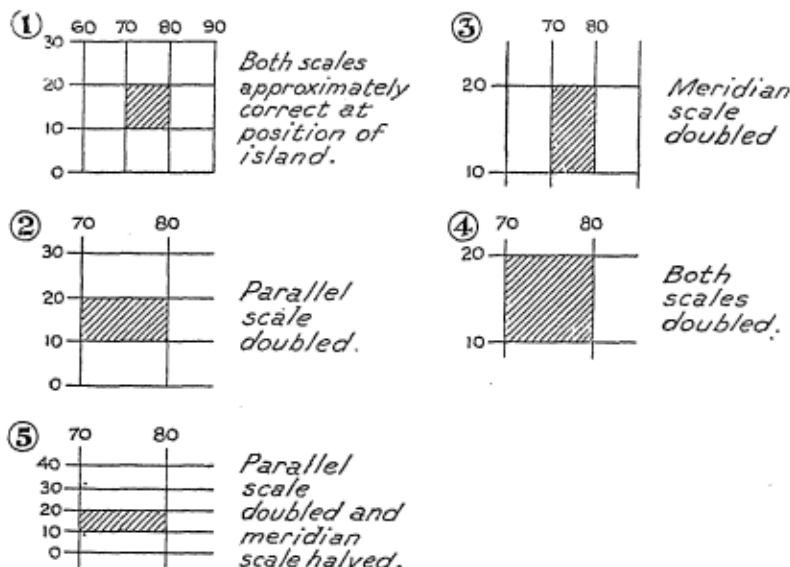 ①
60 70 80 90
30
20
10
0
Both scales
approximately
correct at
position of
island.
②
70 80
30
20
10
0
Parallel
scale
doubled.
③
70 80
20
10
Meridian
scale
doubled
④
70 80
20
10
Both
scales
doubled.
⑤
70 80
40
30
20
10
0
Parallel
scale
doubled and
meridian
scale halved.